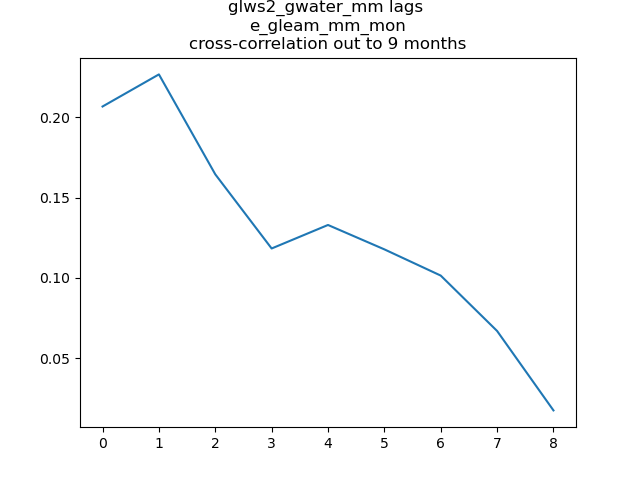 glws2_gwater_mm lags
e_gleam_mm_mon
cross-correlation out to 9 months
0.20
0.15
0.10
0.05
0 1 2 3 4 5 6 7 8